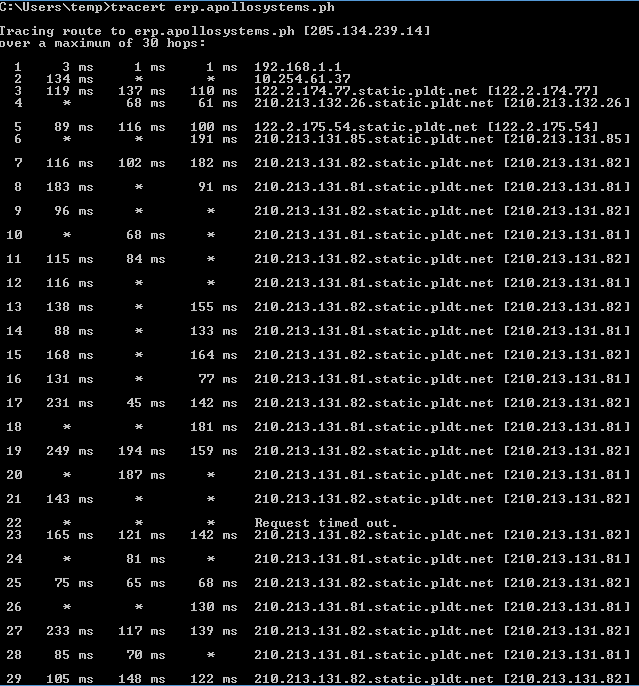 C:\Users\temp>tracert erp.apollosystems.ph
Tracing route to erp.apollosystems.ph [205.134.239.14]
over a maximum of 30 hops:
1 3 ms 1 ms 1 ms 192.168.1.1
2 134 ms * * 10.254.61.37
3 119 ms 137 ms 110 ms 122.2.174.77.static.pldt.net [122.2.174.77]
4 * 68 ms 61 ms 210.213.132.26.static.pldt.net [210.213.132.26]
5 89 ms 116 ms 100 ms 122.2.175.54.static.pldt.net [122.2.175.54]
6 * * 191 ms 210.213.131.85.static.pldt.net [210.213.131.85]
7 116 ms 102 ms 182 ms 210.213.131.82.static.pldt.net [210.213.131.82]
8 183 ms * 91 ms 210.213.131.81.static.pldt.net [210.213.131.81]
9 96 ms * * 210.213.131.82.static.pldt.net [210.213.131.82]
10 * 68 ms * 210.213.131.81.static.pldt.net [210.213.131.81]
11 115 ms 84 ms * 210.213.131.82.static.pldt.net [210.213.131.82]
12 116 ms * * 210.213.131.81.static.pldt.net [210.213.131.81]
13 138 ms * 155 ms 210.213.131.82.static.pldt.net [210.213.131.82]
14 88 ms * 133 ms 210.213.131.81.static.pldt.net [210.213.131.81]
15 168 ms * 164 ms 210.213.131.82.static.pldt.net [210.213.131.82]
16 131 ms * 77 ms 210.213.131.81.static.pldt.net [210.213.131.81]
17 231 ms 45 ms 142 ms 210.213.131.82.static.pldt.net [210.213.131.82]
18 * * 181 ms 210.213.131.81.static.pldt.net [210.213.131.81]
19 249 ms 194 ms 159 ms 210.213.131.82.static.pldt.net [210.213.131.82]
20 * 187 ms * 210.213.131.81.static.pldt.net [210.213.131.81]
21 143 ms * * 210.213.131.82.static.pldt.net [210.213.131.82]
22 * * * Request timed out.
23 165 ms 121 ms 142 ms 210.213.131.82.static.pldt.net [210.213.131.82]
24 * 81 ms * 210.213.131.81.static.pldt.net [210.213.131.81]
25 75 ms 65 ms 68 ms 210.213.131.82.static.pldt.net [210.213.131.82]
26 * * 130 ms 210.213.131.81.static.pldt.net [210.213.131.81]
27 233 ms 117 ms 139 ms 210.213.131.82.static.pldt.net [210.213.131.82]
28 85 ms 70 ms * 210.213.131.81.static.pldt.net [210.213.131.81]
29 105 ms 148 ms 122 ms 210.213.131.82.static.pldt.net [210.213.131.82]